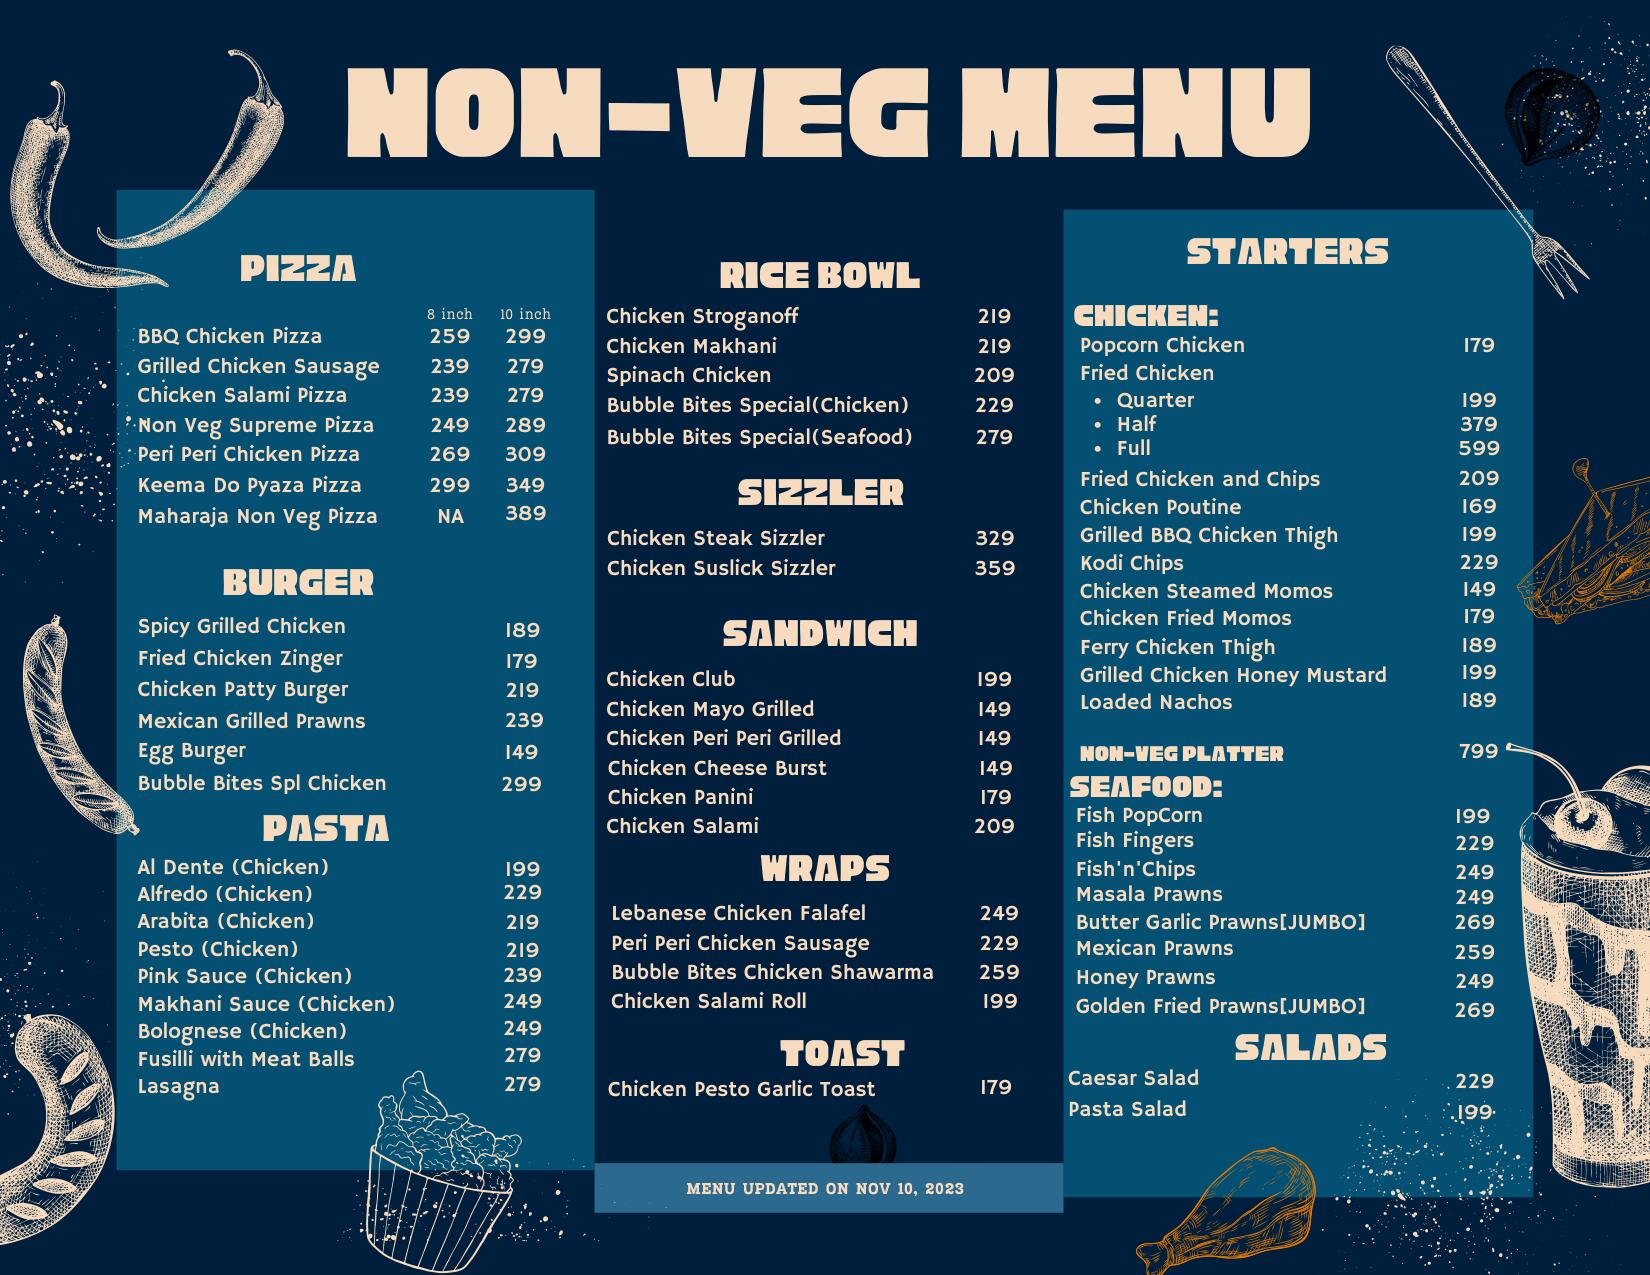 NON-VEG MENU
PIZZA
8 inch 10 inch
BBQ Chicken Pizza 259 299
Grilled Chicken Sausage 239 279
Chicken Salami Pizza 239 279
Non Veg Supreme Pizza 249 289
Peri Peri Chicken Pizza 269 309
Keema Do Pyaza Pizza 299 349
Maharaja Non Veg Pizza NA 389
BURGER
Spicy Grilled Chicken 189
Fried Chicken Zinger 179
Chicken Patty Burger 219
Mexican Grilled Prawns 239
Egg Burger 149
Bubble Bites Spl Chicken 299
PASTA
Al Dente (Chicken) 199
Alfredo (Chicken) 229
Arabita (Chicken) 219
Pesto (Chicken) 219
Pink Sauce (Chicken) 239
Makhani Sauce (Chicken) 249
Bolognese (Chicken) 249
Fusilli with Meat Balls 279
Lasagna 279
RICE BOWL
Chicken Stroganoff 219
Chicken Makhani 219
Spinach Chicken 209
Bubble Bites Special(Chicken) 229
Bubble Bites Special(Seafood) 279
SIZZLER
Chicken Steak Sizzler 329
Chicken Suslick Sizzler 359
SANDWICH
Chicken Club 199
Chicken Mayo Grilled 149
Chicken Peri Peri Grilled 149
Chicken Cheese Burst 149
Chicken Panini 179
Chicken Salami 209
WRAPS
Lebanese Chicken Falafel 249
Peri Peri Chicken Sausage 229
Bubble Bites Chicken Shawarma 259
Chicken Salami Roll 199
TOAST
Chicken Pesto Garlic Toast 179
MENU UPDATED ON NOV 10, 2023
STARTERS
CHICKEN:
Popcorn Chicken 179
Fried Chicken
• Quarter 199
• Half 379
• Full 599
Fried Chicken and Chips 209
Chicken Poutine 169
Grilled BBQ Chicken Thigh 199
Kodi Chips 229
Chicken Steamed Momos 149
Chicken Fried Momos 179
Ferry Chicken Thigh 189
Grilled Chicken Honey Mustard 199
Loaded Nachos 189
NON-VEG PLATTER 799
SEAFOOD:
Fish PopCorn 199
Fish Fingers 229
Fish'n'Chips 249
Masala Prawns 249
Butter Garlic Prawns[JUMBO] 269
Mexican Prawns 259
Honey Prawns 249
Golden Fried Prawns[JUMBO] 269
SALADS
Caesar Salad 229
Pasta Salad 199